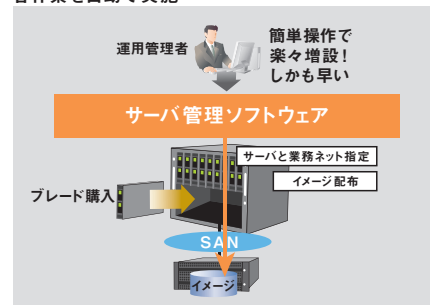 運用管理者
簡単操作で
楽々増設!
しかも早い
サーバ管理ソフトウェア
サーバと業務ネット指定
イメージ配布
ブレード購入
SAN
イメージ